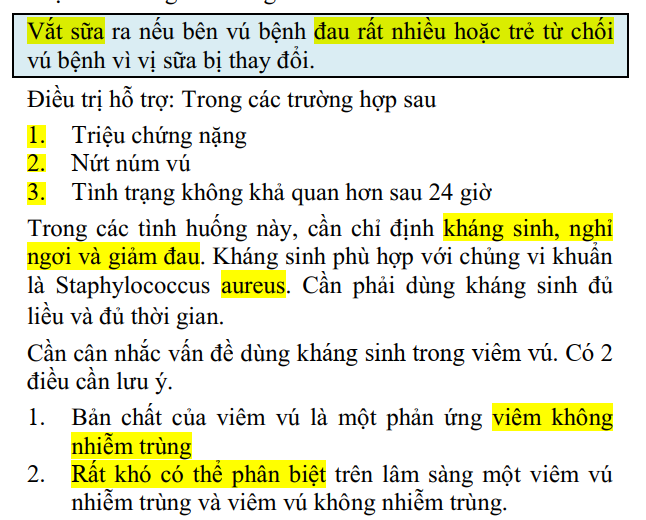 Vắt sữa ra nếu bên vú bệnh đau rất nhiều hoặc trẻ từ chối
vú bệnh vì vị sữa bị thay đổi.
Điều trị hỗ trợ: Trong các trường hợp sau
1. Triệu chứng nặng
2. Nứt núm vú
3. Tình trạng không khả quan hơn sau 24 giờ
Trong các tình huống này, cần chỉ định kháng sinh, nghỉ
ngơi và giảm đau. Kháng sinh phù hợp với chủng vi khuẩn
là Staphylococcus aureus. Cần phải dùng kháng sinh đủ
liều và đủ thời gian.
Cần cân nhắc vấn đề dùng kháng sinh trong viêm vú. Có 2
điều cần lưu ý.
1. Bản chất của viêm vú là một phản ứng viêm không
nhiễm trùng
2. Rất khó có thể phân biệt trên lâm sàng một viêm vú
nhiễm trùng và viêm vú không nhiễm trùng.